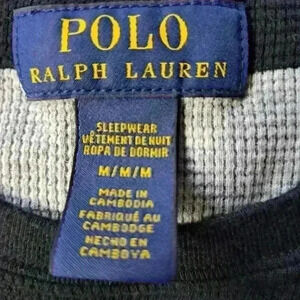 POLO
RALPH LAUREN
SLEEPWEAR
VÊTEMENT DE NUIT
ROPA DE DORMIR
M/M/M
MADE IN
CAMBODIA
FABRIQUÉ AU
CAMBODGE
HECHO EN
CAMBOYA